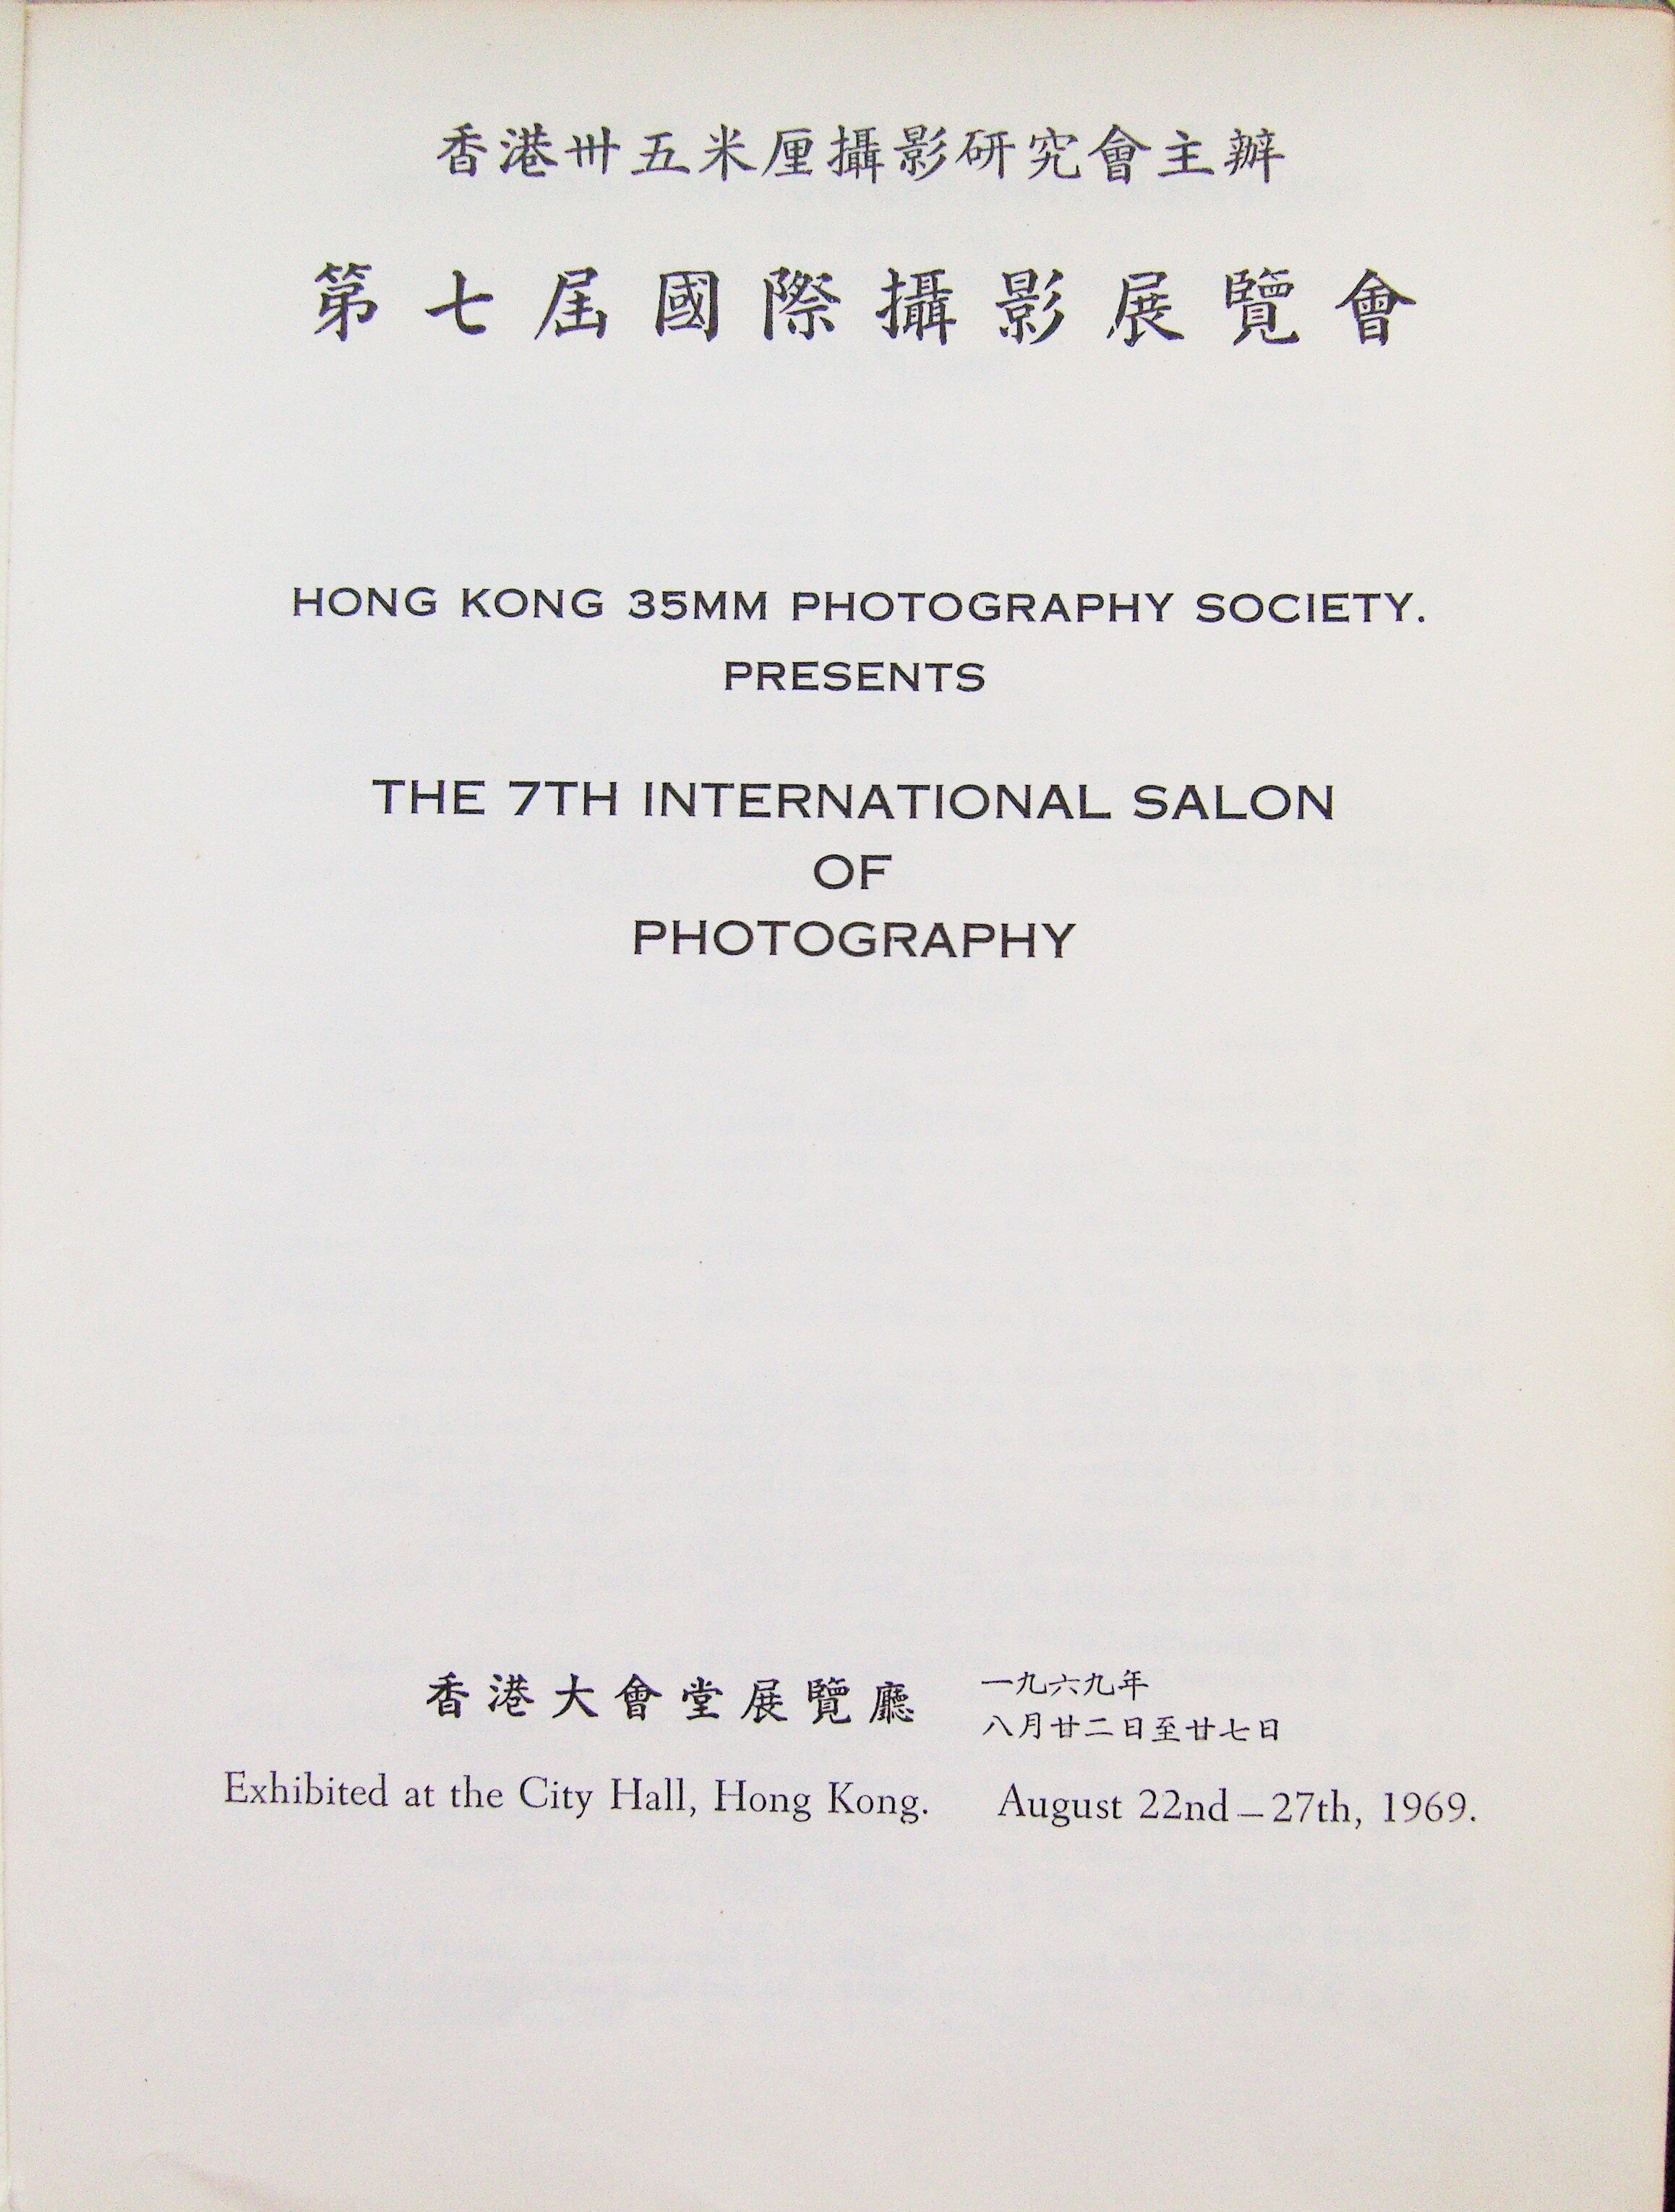 香港卅五米厘攝影研究會主辦
第七屆國際攝影展覽會
HONG KONG 35MM PHOTOGRAPHY SOCIETY.
PRESENTS
THE 7TH INTERNATIONAL SALON
OF
PHOTOGRAPHY
香港大會堂展覽廳
一九六九年
八月廿二日至廿七日
Exhibited at the City Hall, Hong Kong. August 22nd – 27th, 1969.